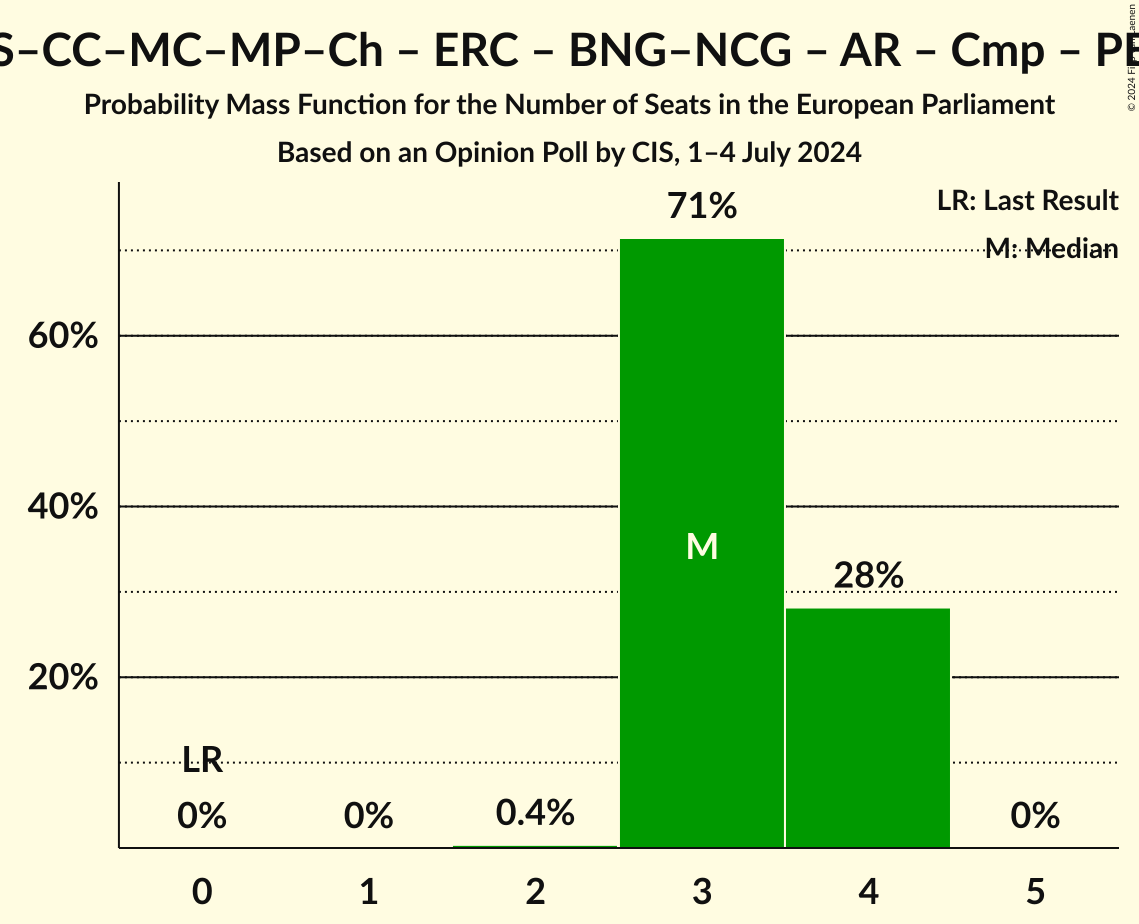 S–CC–MC–MP–Ch – ERC – BNG–NCG – AR – Cmp –
Probability Mass Function for the Number of Seats in the European Parliament
Based on an Opinion Poll by CIS, 1–4 July 2024
© 2024
LR: Last Result
M: Median
71%
60%
40%
M
28%
20%
LR
0%
0%
0.4%
0%
0 1 2 3 4 5